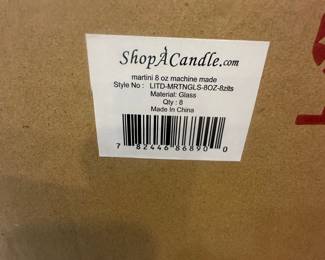 ShopACandle.com
martini 8 oz machine made
Style No : LITD-MRTNGLS-8OZ-8zlts
Material: Glass
Qty : 8
Made In China
7 82446 86890 0